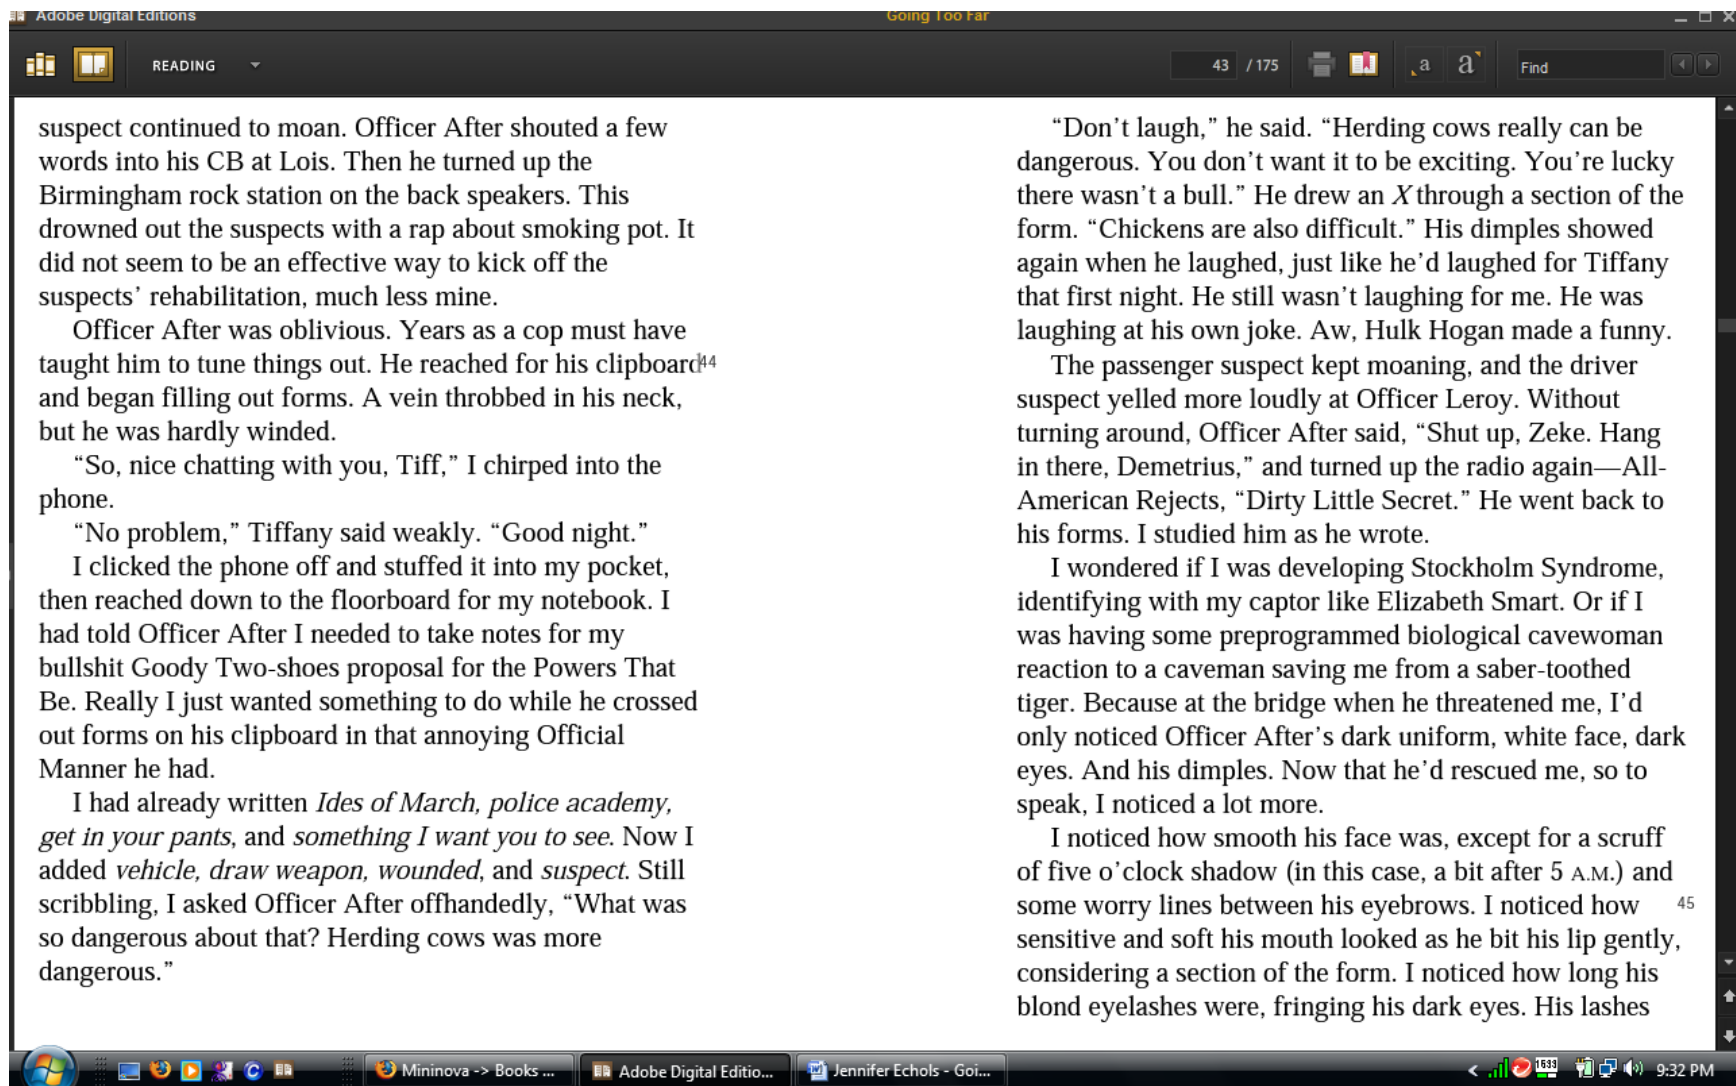 Adobe Digital Editions
Going Too Far
READING
43 / 175
a
a
Find
suspect continued to moan. Officer After shouted a few
words into his CB at Lois. Then he turned up the
Birmingham rock station on the back speakers. This
drowned out the suspects with a rap about smoking pot. It
did not seem to be an effective way to kick off the
suspects’ rehabilitation, much less mine.
Officer After was oblivious. Years as a cop must have
taught him to tune things out. He reached for his clipboard
44
and began filling out forms. A vein throbbed in his neck,
but he was hardly winded.
“So, nice chatting with you, Tiff,” I chirped into the
phone.
“No problem,” Tiffany said weakly. “Good night.”
I clicked the phone off and stuffed it into my pocket,
then reached down to the floorboard for my notebook. I
had told Officer After I needed to take notes for my
bullshit Goody Two-shoes proposal for the Powers That
Be. Really I just wanted something to do while he crossed
out forms on his clipboard in that annoying Official
Manner he had.
I had already written Ides of March, police academy,
get in your pants, and something I want you to see. Now I
added vehicle, draw weapon, wounded, and suspect. Still
scribbling, I asked Officer After offhandedly, “What was
so dangerous about that? Herding cows was more
dangerous.”
“Don’t laugh,” he said. “Herding cows really can be
dangerous. You don’t want it to be exciting. You’re lucky
there wasn’t a bull.” He drew an X through a section of the
form. “Chickens are also difficult.” His dimples showed
again when he laughed, just like he’d laughed for Tiffany
that first night. He still wasn’t laughing for me. He was
laughing at his own joke. Aw, Hulk Hogan made a funny.
The passenger suspect kept moaning, and the driver
suspect yelled more loudly at Officer Leroy. Without
turning around, Officer After said, “Shut up, Zeke. Hang
in there, Demetrius,” and turned up the radio again—All-
American Rejects, “Dirty Little Secret.” He went back to
his forms. I studied him as he wrote.
I wondered if I was developing Stockholm Syndrome,
identifying with my captor like Elizabeth Smart. Or if I
was having some preprogrammed biological cavewoman
reaction to a caveman saving me from a saber-toothed
tiger. Because at the bridge when he threatened me, I’d
only noticed Officer After’s dark uniform, white face, dark
eyes. And his dimples. Now that he’d rescued me, so to
speak, I noticed a lot more.
I noticed how smooth his face was, except for a scruff
of five o’clock shadow (in this case, a bit after 5 A.M.) and
some worry lines between his eyebrows. I noticed how
45
sensitive and soft his mouth looked as he bit his lip gently,
considering a section of the form. I noticed how long his
blond eyelashes were, fringing his dark eyes. His lashes
Mininova -> Books ...
Adobe Digital Editio...
Jennifer Echols - Goi...
1633
9:32 PM